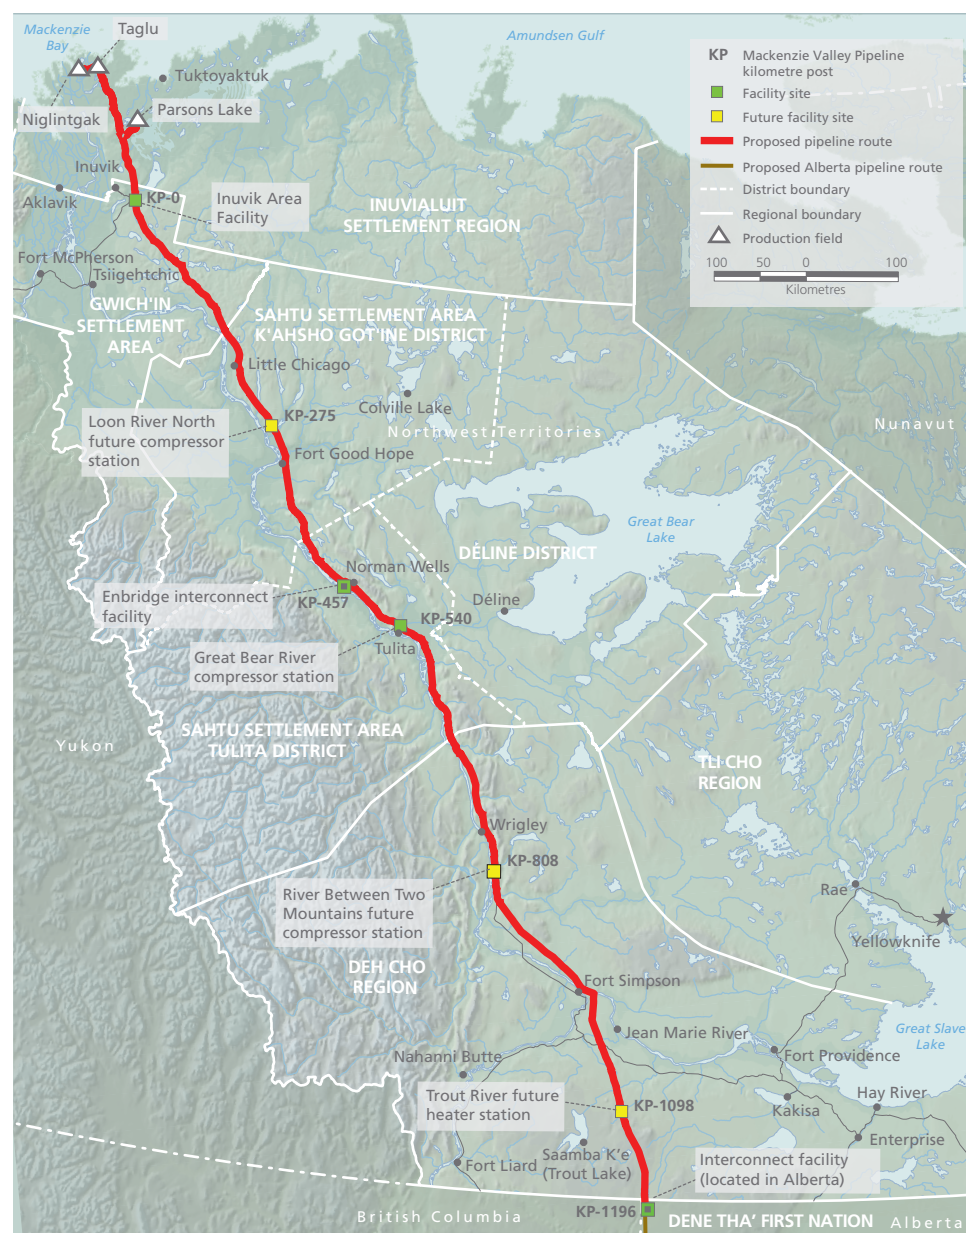 Mackenzie
Bay
Taglu
Amundsen Gulf
Tuktoyaktuk
Niglintgak
Parsons Lake
Inuvik
KP-0
Aklavik
Inuvik Area
Facility
INUVIALUIT
SETTLEMENT REGION
KP Mackenzie Valley Pipeline
kilometre post
Facility site
Future facility site
Proposed pipeline route
Proposed Alberta pipeline route
District boundary
Regional boundary
Production field
100 50 0 100
Kilometres
Fort McPherson
Tsiigehtchic
GWICH'IN
SETTLEMENT
AREA
SAHTU SETTLEMENT AREA
K'AHSHO GOT'INE DISTRICT
Little Chicago
Colville Lake
Loon River North
future compressor
station
KP-275
Northwest Territories
Nunavut
Fort Good Hope
Great Bear
Lake
DÉLINE DISTRICT
Norman Wells
Enbridge interconnect
facility
KP-457
Déline
KP-540
Tulita
Great Bear River
compressor station
SAHTU SETTLEMENT AREA
TULITA DISTRICT
Yukon
TLI CHO
REGION
Wrigley
KP-808
River Between Two
Mountains future
compressor station
Rae
Yellowknife
DEH CHO
REGION
Fort Simpson
Jean Marie River
Great Slave
Lake
Nahanni Butte
Fort Providence
Trout River future
heater station
KP-1098
Kakisa
Hay River
Enterprise
Saamba K'e
(Trout Lake)
Fort Liard
Interconnect facility
(located in Alberta)
KP-1196
British Columbia
DENE THA' FIRST NATION
Alberta